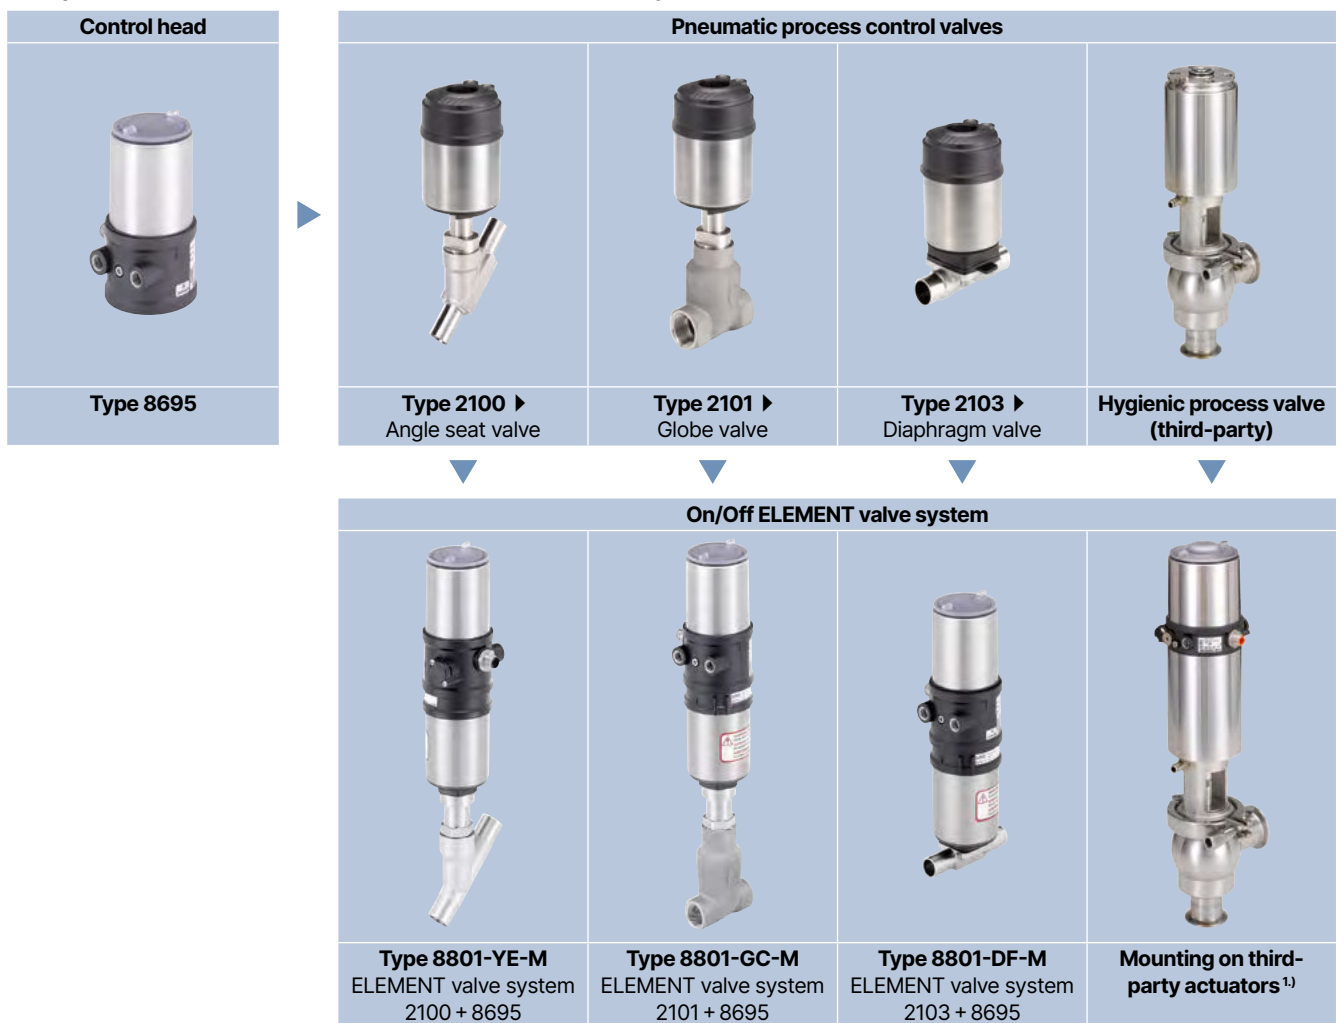 Control head
Pneumatic process control valves
Type 8695
Type 2100 ▶
Angle seat valve
Type 2101 ▶
Globe valve
Type 2103 ▶
Diaphragm valve
Hygienic process valve
(third-party)
On/Off ELEMENT valve system
Type 8801-YE-M
ELEMENT valve system
2100 + 8695
Type 8801-GC-M
ELEMENT valve system
2101 + 8695
Type 8801-DF-M
ELEMENT valve system
2103 + 8695
Mounting on third-
party actuators 1.)